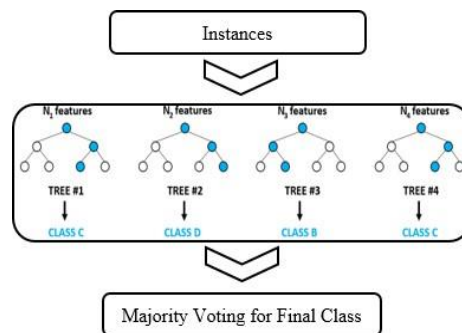 Instances
N₁ features N₂ features N₃ features N₄ features
TREE #1 TREE #2 TREE #3 TREE #4
CLASS C CLASS D CLASS B CLASS C
Majority Voting for Final Class